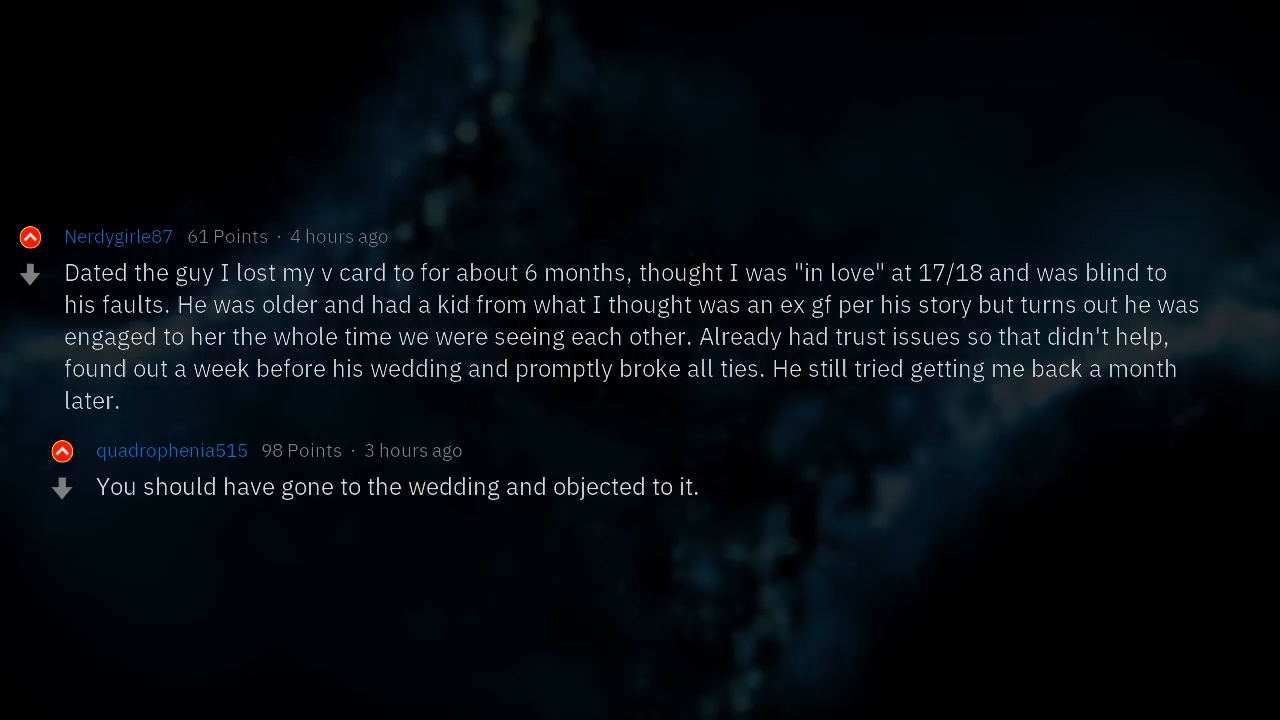 Nerdygirle87 61 Points · 4 hours ago
Dated the guy I lost my v card to for about 6 months, thought I was "in love" at 17/18 and was blind to
his faults. He was older and had a kid from what I thought was an ex gf per his story but turns out he was
engaged to her the whole time we were seeing each other. Already had trust issues so that didn't help,
found out a week before his wedding and promptly broke all ties. He still tried getting me back a month
later.
quadrophenia515 98 Points · 3 hours ago
You should have gone to the wedding and objected to it.